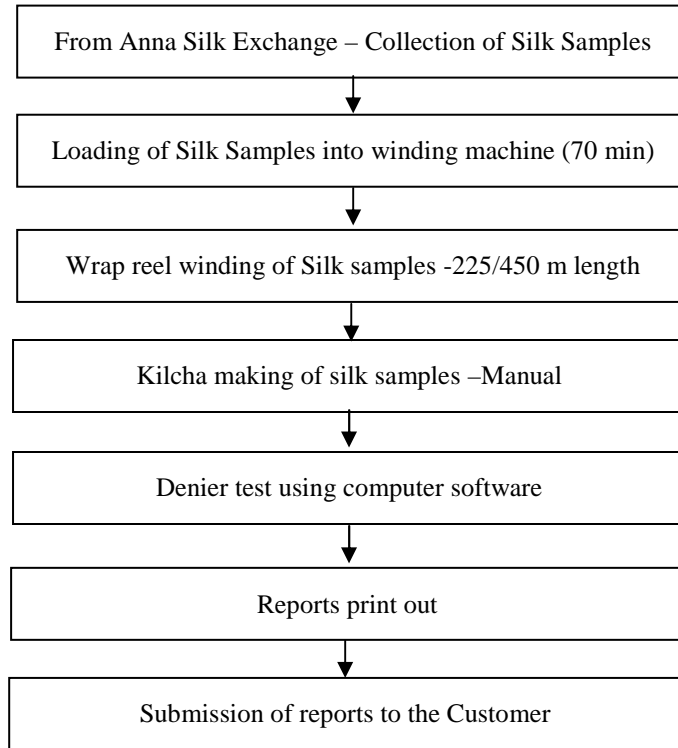 From Anna Silk Exchange – Collection of Silk Samples
Loading of Silk Samples into winding machine (70 min)
Wrap reel winding of Silk samples -225/450 m length
Kilcha making of silk samples –Manual
Denier test using computer software
Reports print out
Submission of reports to the Customer